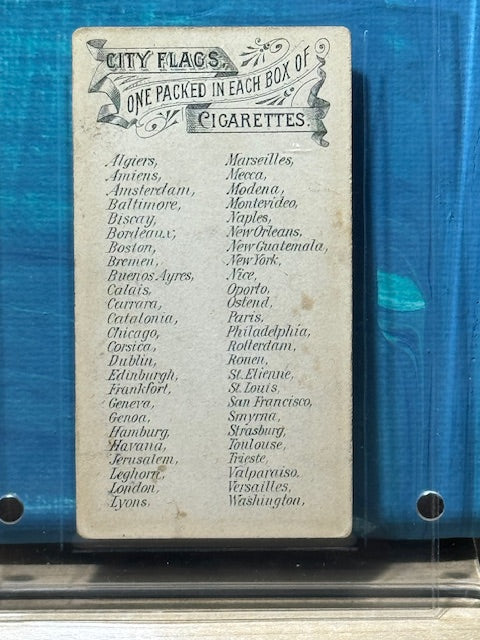 CITY FLAGS,
ONE PACKED IN EACH BOX OF
CIGARETTES.
Algiers,
Amiens,
Amsterdam,
Baltimore,
Biscay,
Bordeaux,
Boston,
Bremen,
Buenos Ayres,
Calais,
Carrara,
Catalonia,
Chicago,
Corsica,
Dublin,
Edinburgh,
Frankfort,
Geneva,
Genoa,
Hamburg,
Havana,
Jerusalem,
Leghorn,
London,
Lyons,
Marseilles,
Mecca,
Modena,
Montevideo,
Naples,
New Orleans,
New Guatemala,
New York,
Nice,
Oporto,
Ostend,
Paris,
Philadelphia,
Rotterdam,
Rouen,
St. Etienne,
St. Louis,
San Francisco,
Smyrna,
Strasburg,
Toulouse,
Trieste,
Valparaiso,
Versailles,
Washington,